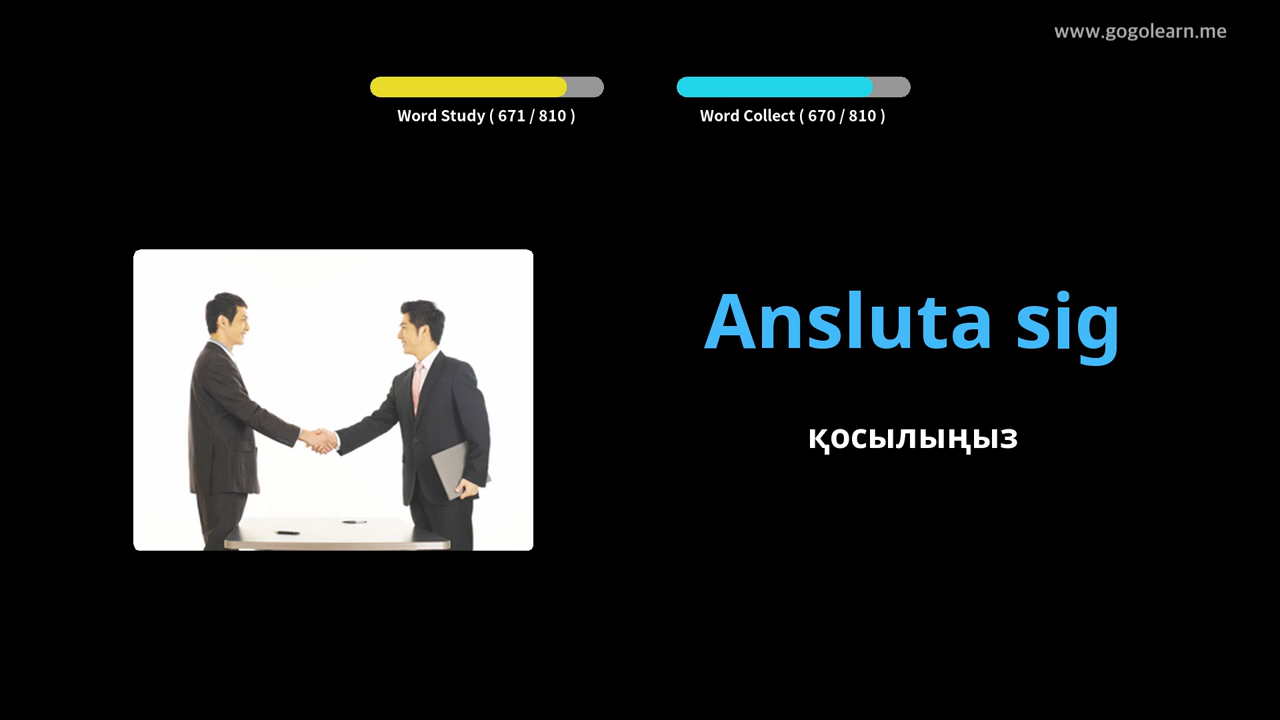 www.gogolearn.me
Word Study ( 671 / 810 )
Word Collect ( 670 / 810 )
Ansluta sig
қосылыңыз